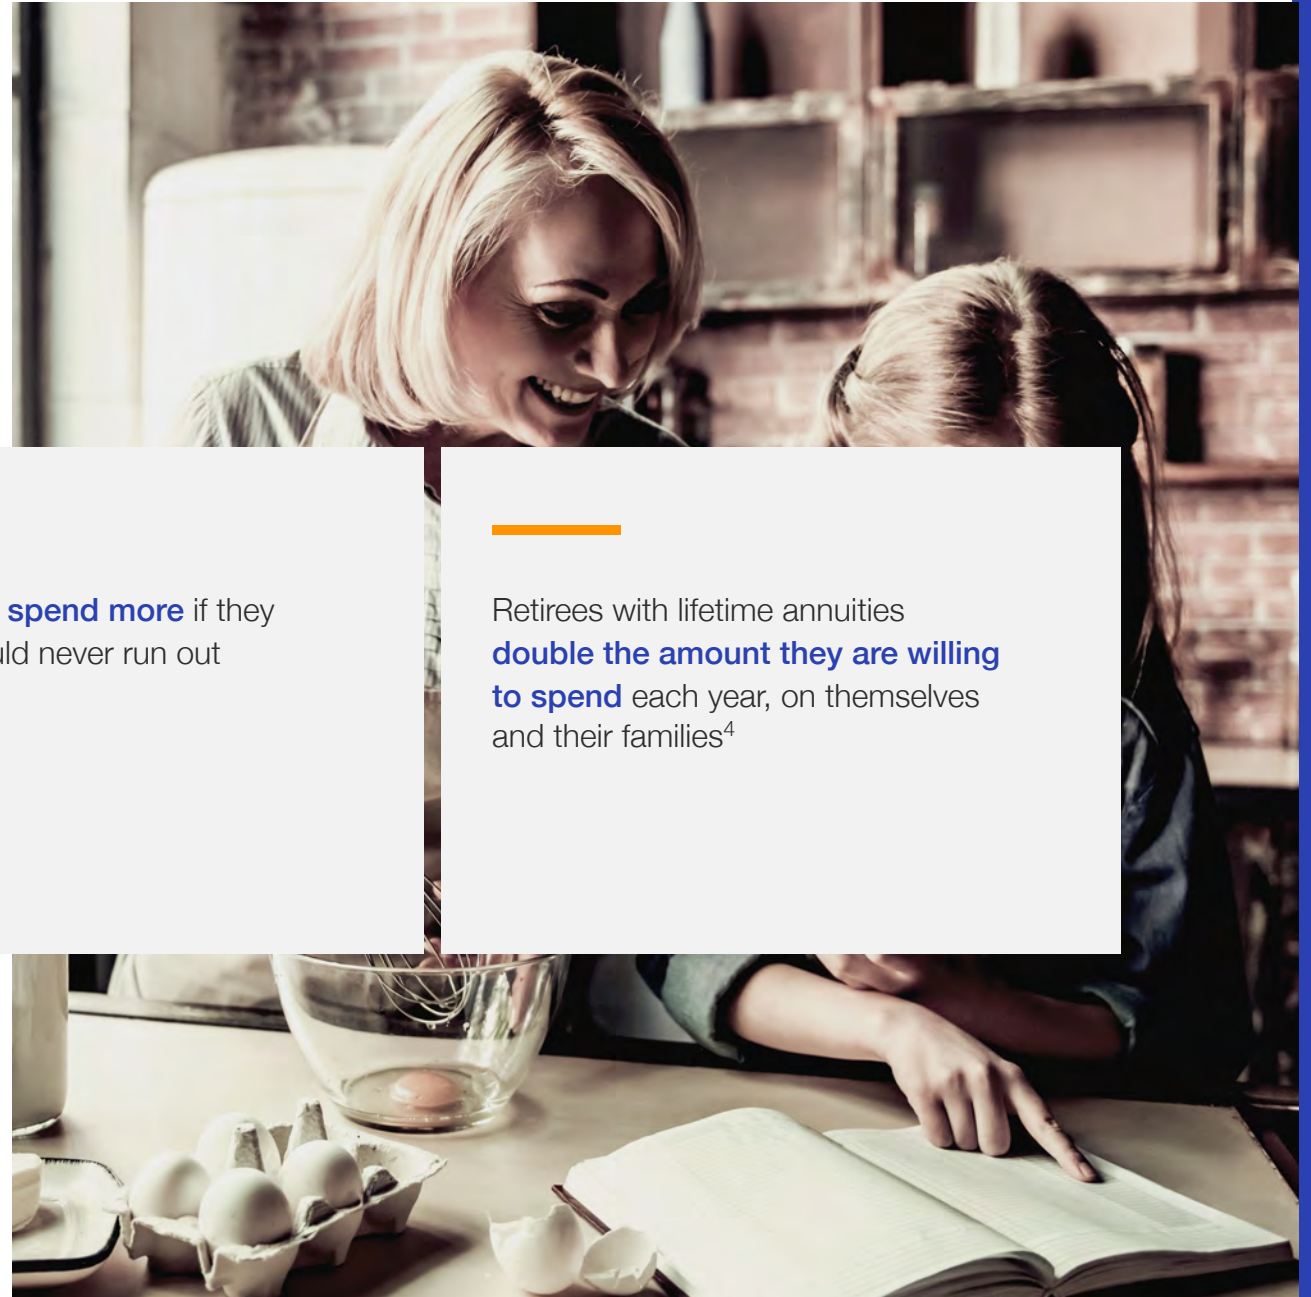 spend more if they
never run out
Retirees with lifetime annuities
double the amount they are willing
to spend each year, on themselves
and their families⁴